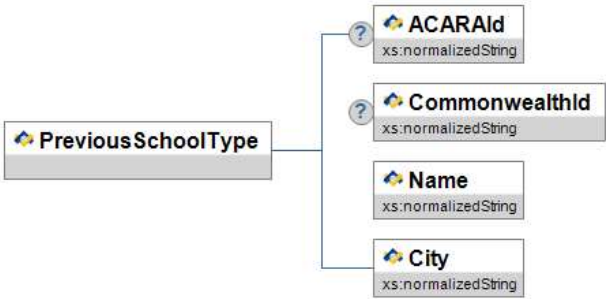 ?
ACARAId
xs:normalizedString
?
CommonwealthId
xs:normalizedString
PreviousSchoolType
Name
xs:normalizedString
City
xs:normalizedString